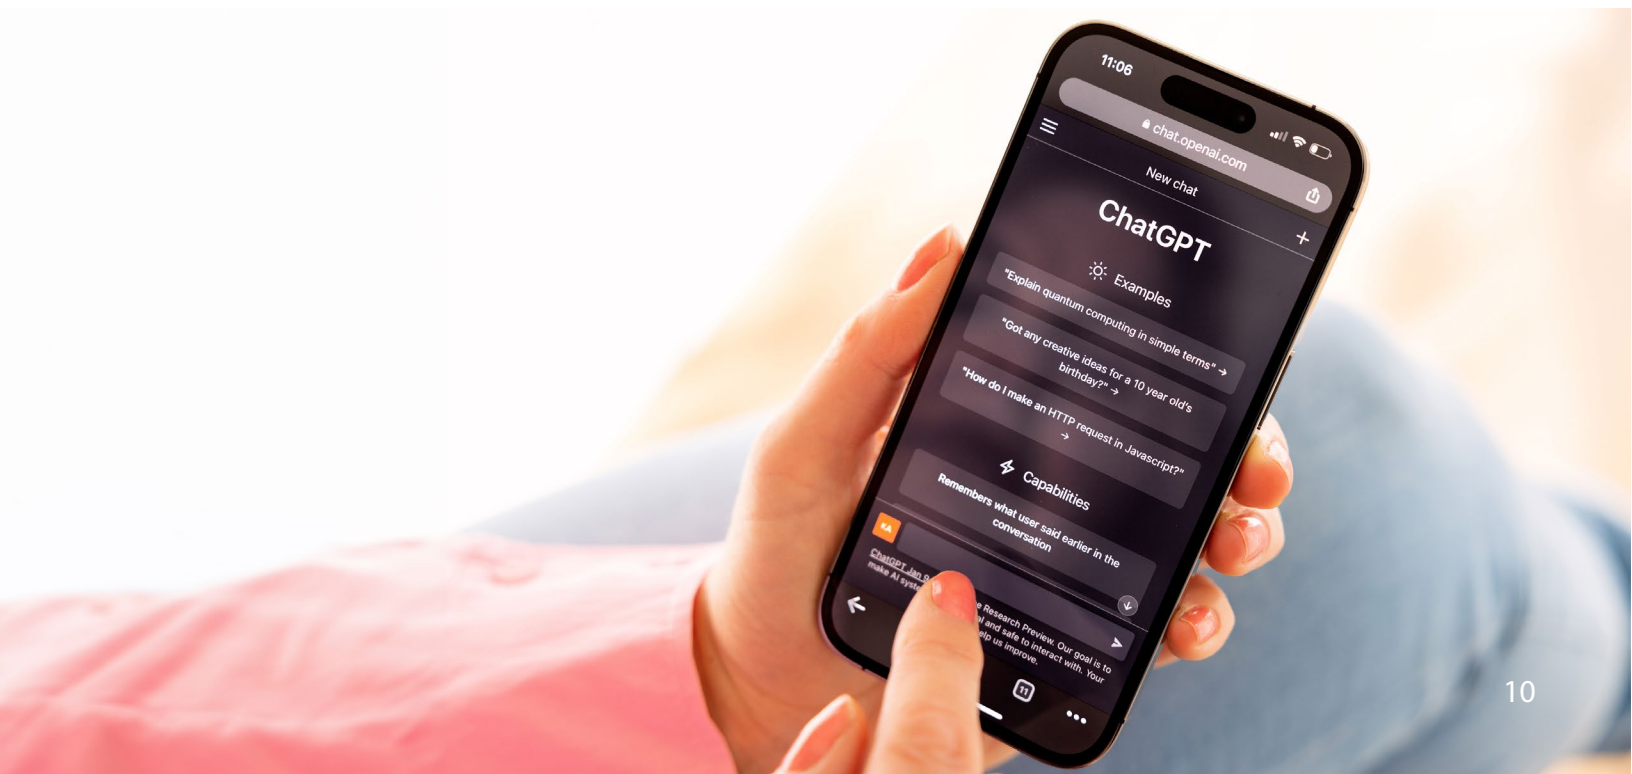 11:06
chat.openai.com
New chat
ChatGPT
Examples
"Explain quantum computing in simple terms" →
"Got any creative ideas for a 10 year old's
birthday?" →
"How do I make an HTTP request in Javascript?"
→
Capabilities
Remembers what user said earlier in the
conversation
KA
ChatGPT Jan 9
Research Preview. Our goal is to
make AI and safe to interact with. Your
us improve.
11
10